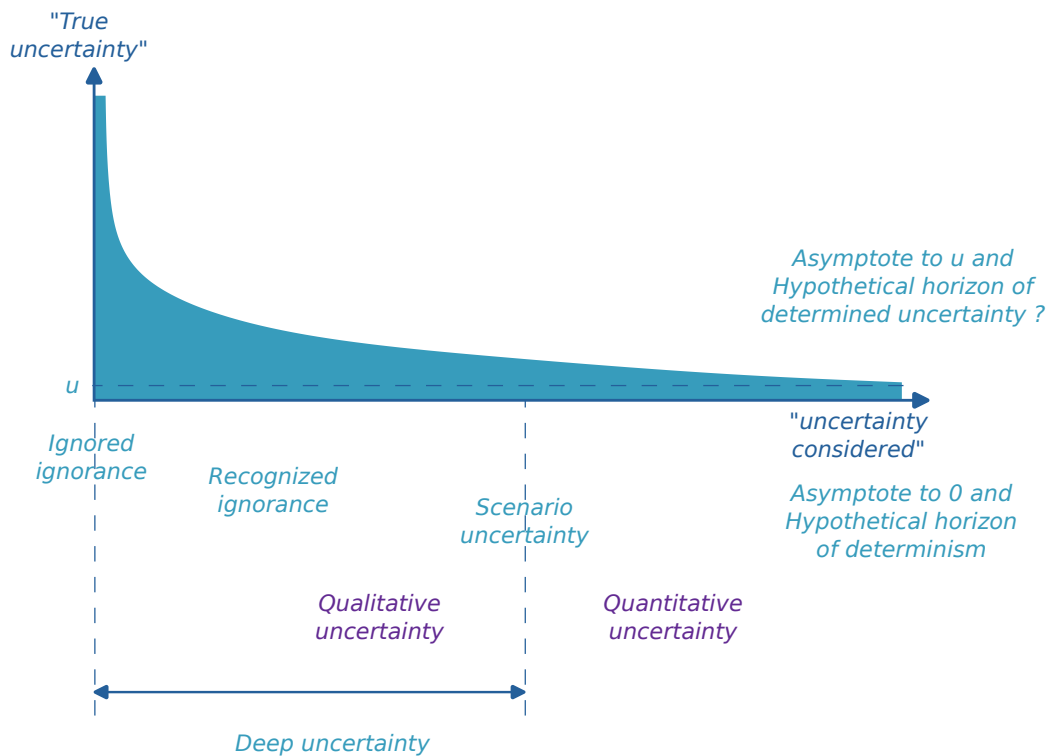 "True
uncertainty"
Asymptote to u and
Hypothetical horizon of
determined uncertainty ?
u
"uncertainty
considered"
Ignored
ignorance
Recognized
ignorance
Scenario
uncertainty
Asymptote to 0 and
Hypothetical horizon
of determinism
Qualitative
uncertainty
Quantitative
uncertainty
Deep uncertainty